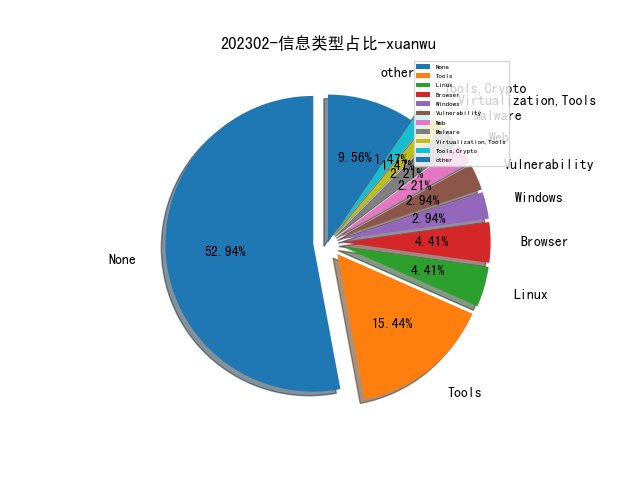 202302-信息类型占比-xuanwu
None
Tools
Linux
Browser
Windows
Vulnerability
Web
Malware
Virtualization,Tools
Tools,Crypto
other
other
Tools,Crypto
Virtualization,Tools
Malware
Web
Vulnerability
Windows
Browser
Linux
Tools
None
9.56%
1.47%
1.47%
2.21%
2.21%
2.94%
2.94%
4.41%
4.41%
15.44%
52.94%